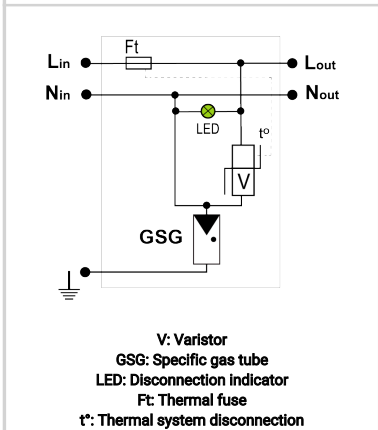 Ft
Lin Lout
Nin Nout
LED
t°
V
GSG
V: Varistor
GSG: Specific gas tube
LED: Disconnection indicator
Ft: Thermal fuse
t°: Thermal system disconnection